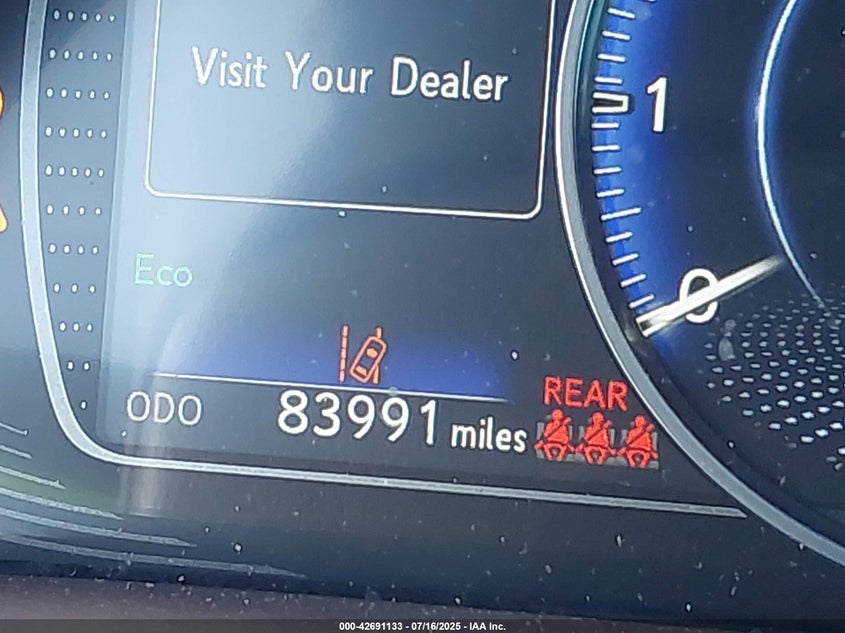 Visit Your Dealer
1
Eco
0
REAR
ODO 83991 miles
000-42691133 - 07/16/2025 - IAA Inc.